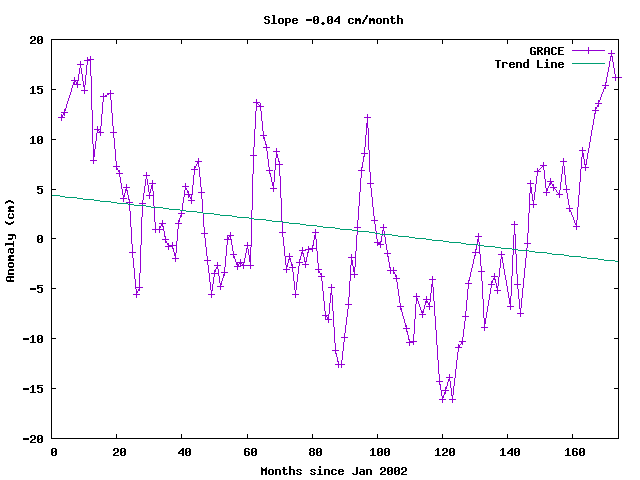 Slope -0.04 cm/month
GRACE
Trend Line
20
15
10
5
0
-5
-10
-15
-20
Anomaly (cm)
0 20 40 60 80 100 120 140 160
Months since Jan 2002